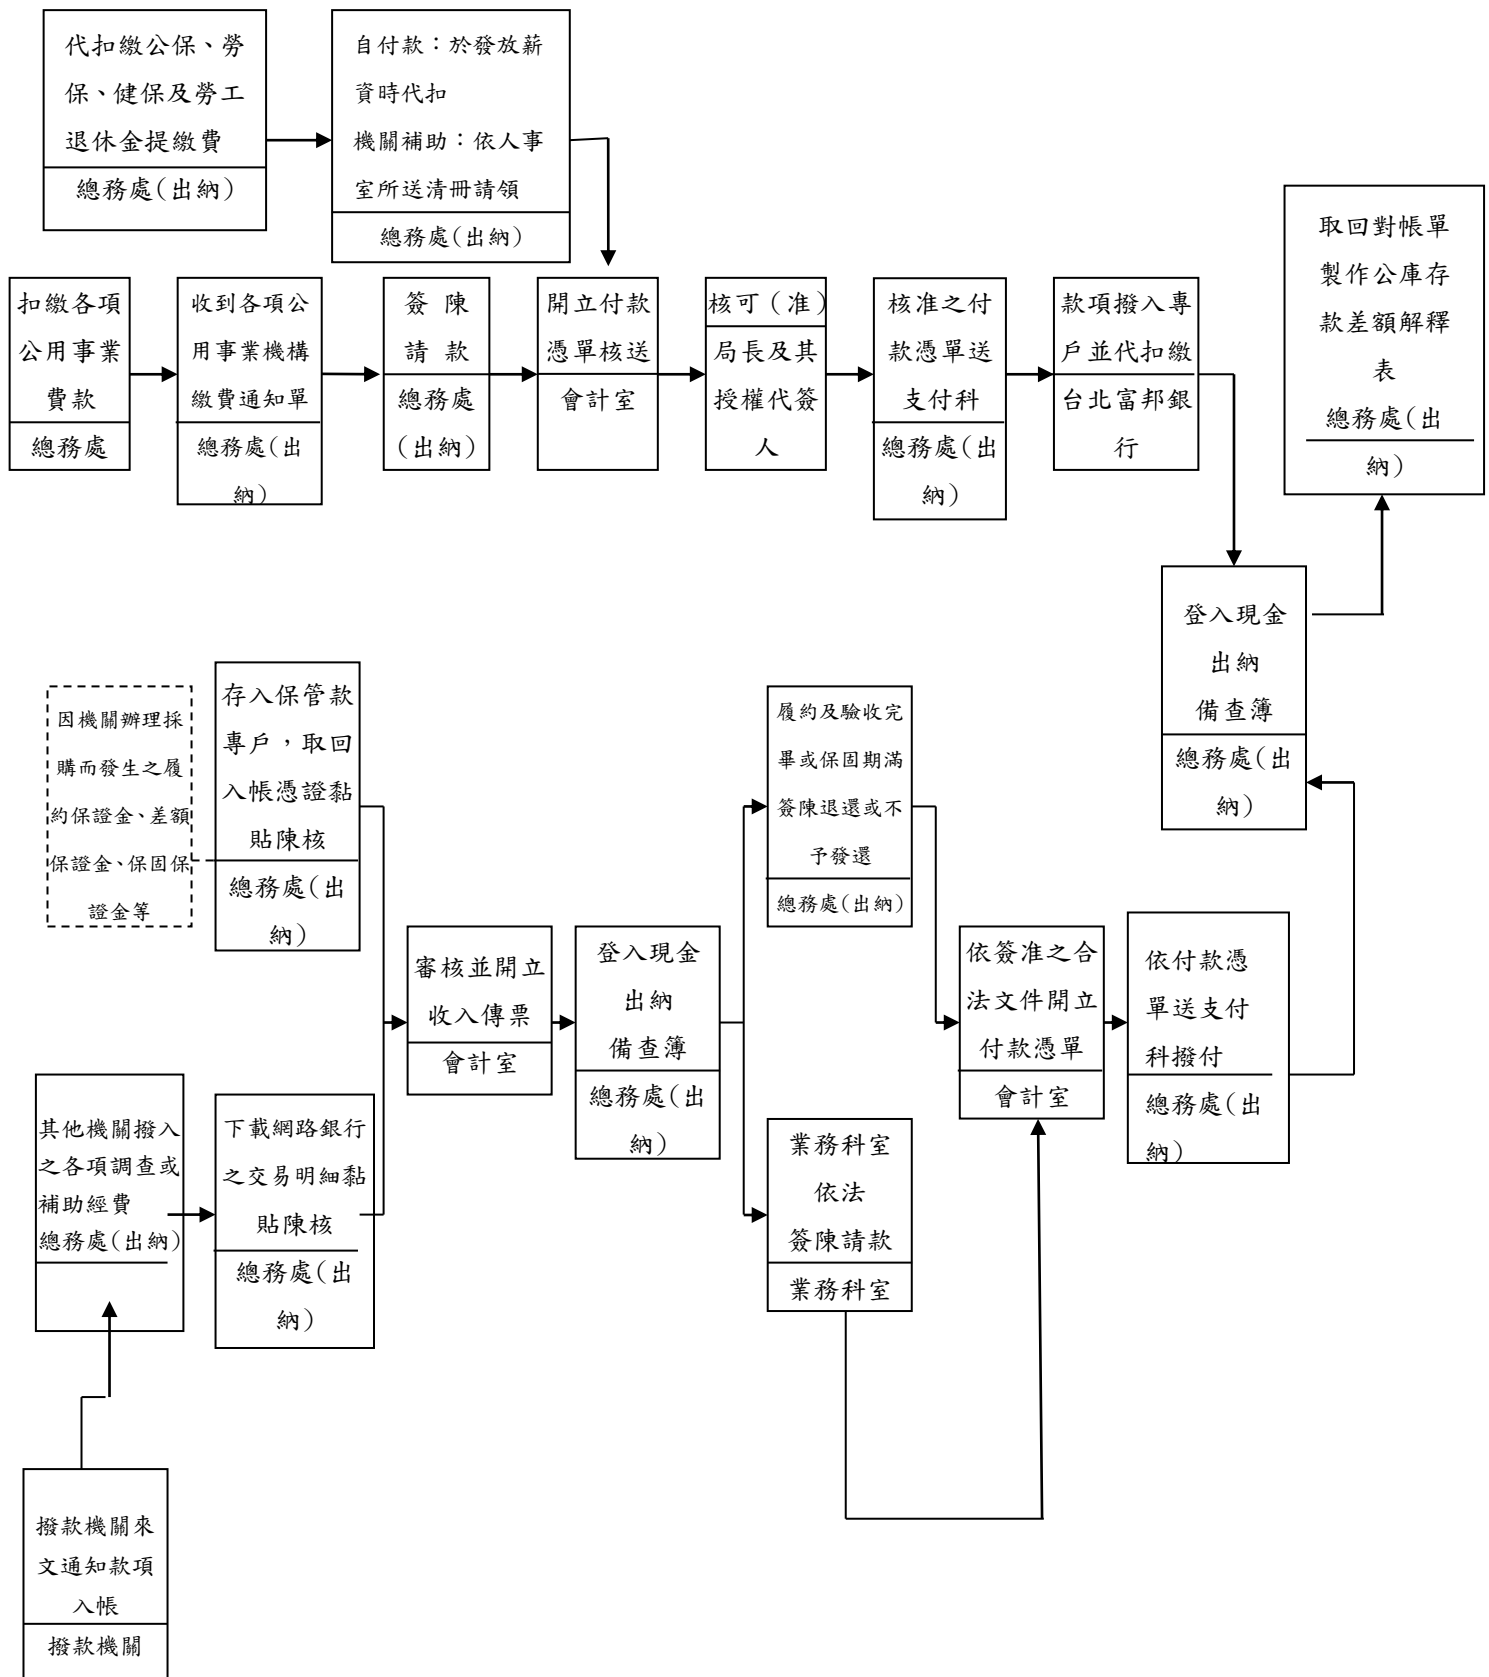 代扣繳公保、勞
保、健保及勞工
退休金提繳費
總務處(出納)
自付款：於發放薪
資時代扣
機關補助：依人事
室所送清冊請領
總務處(出納)
取回對帳單
製作公庫存
款差額解釋
表
總務處(出
納)
扣繳各項
公用事業
費款
總務處
收到各項公
用事業機構
繳費通知單
總務處(出
納)
簽 陳
請 款
總務處
(出納)
開立付款
憑單核送
會計室
核可（准）
局長及其
授權代簽
人
核准之付
款憑單送
支付科
總務處(出
納)
款項撥入專
戶並代扣繳
台北富邦銀
行
登入現金
出納
備查簿
總務處(出
納)
因機關辦理採
購而發生之履
約保證金、差額
保證金、保固保
證金等
存入保管款
專戶，取回
入帳憑證黏
貼陳核
總務處(出
納)
履約及驗收完
畢或保固期滿
簽陳退還或不
予發還
總務處(出納)
審核並開立
收入傳票
會計室
登入現金
出納
備查簿
總務處(出
納)
依簽准之合
法文件開立
付款憑單
會計室
依付款憑
單送支付
科撥付
總務處(出
納)
其他機關撥入
之各項調查或
補助經費
總務處(出納)
下載網路銀行
之交易明細黏
貼陳核
總務處(出
納)
業務科室
依法
簽陳請款
業務科室
撥款機關來
文通知款項
入帳
撥款機關